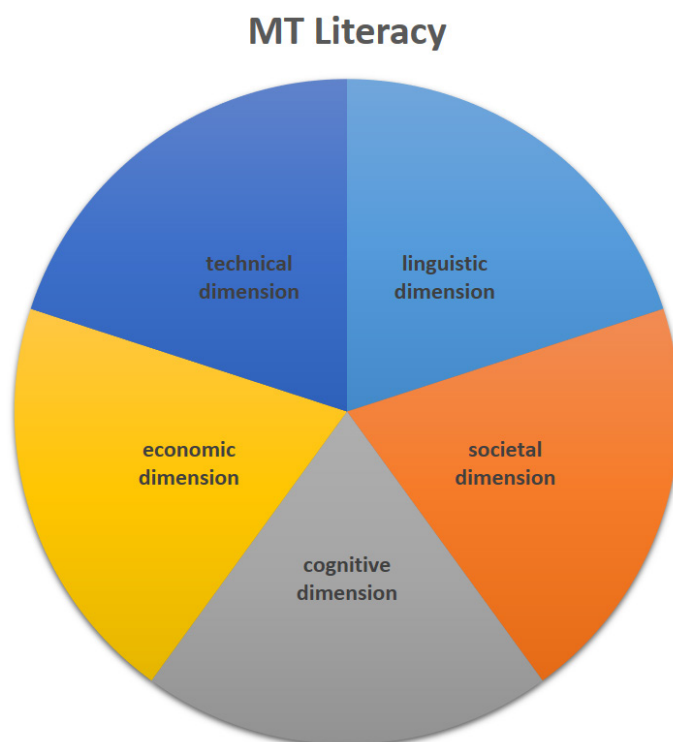 MT Literacy
technical
dimension
linguistic
dimension
economic
dimension
societal
dimension
cognitive
dimension